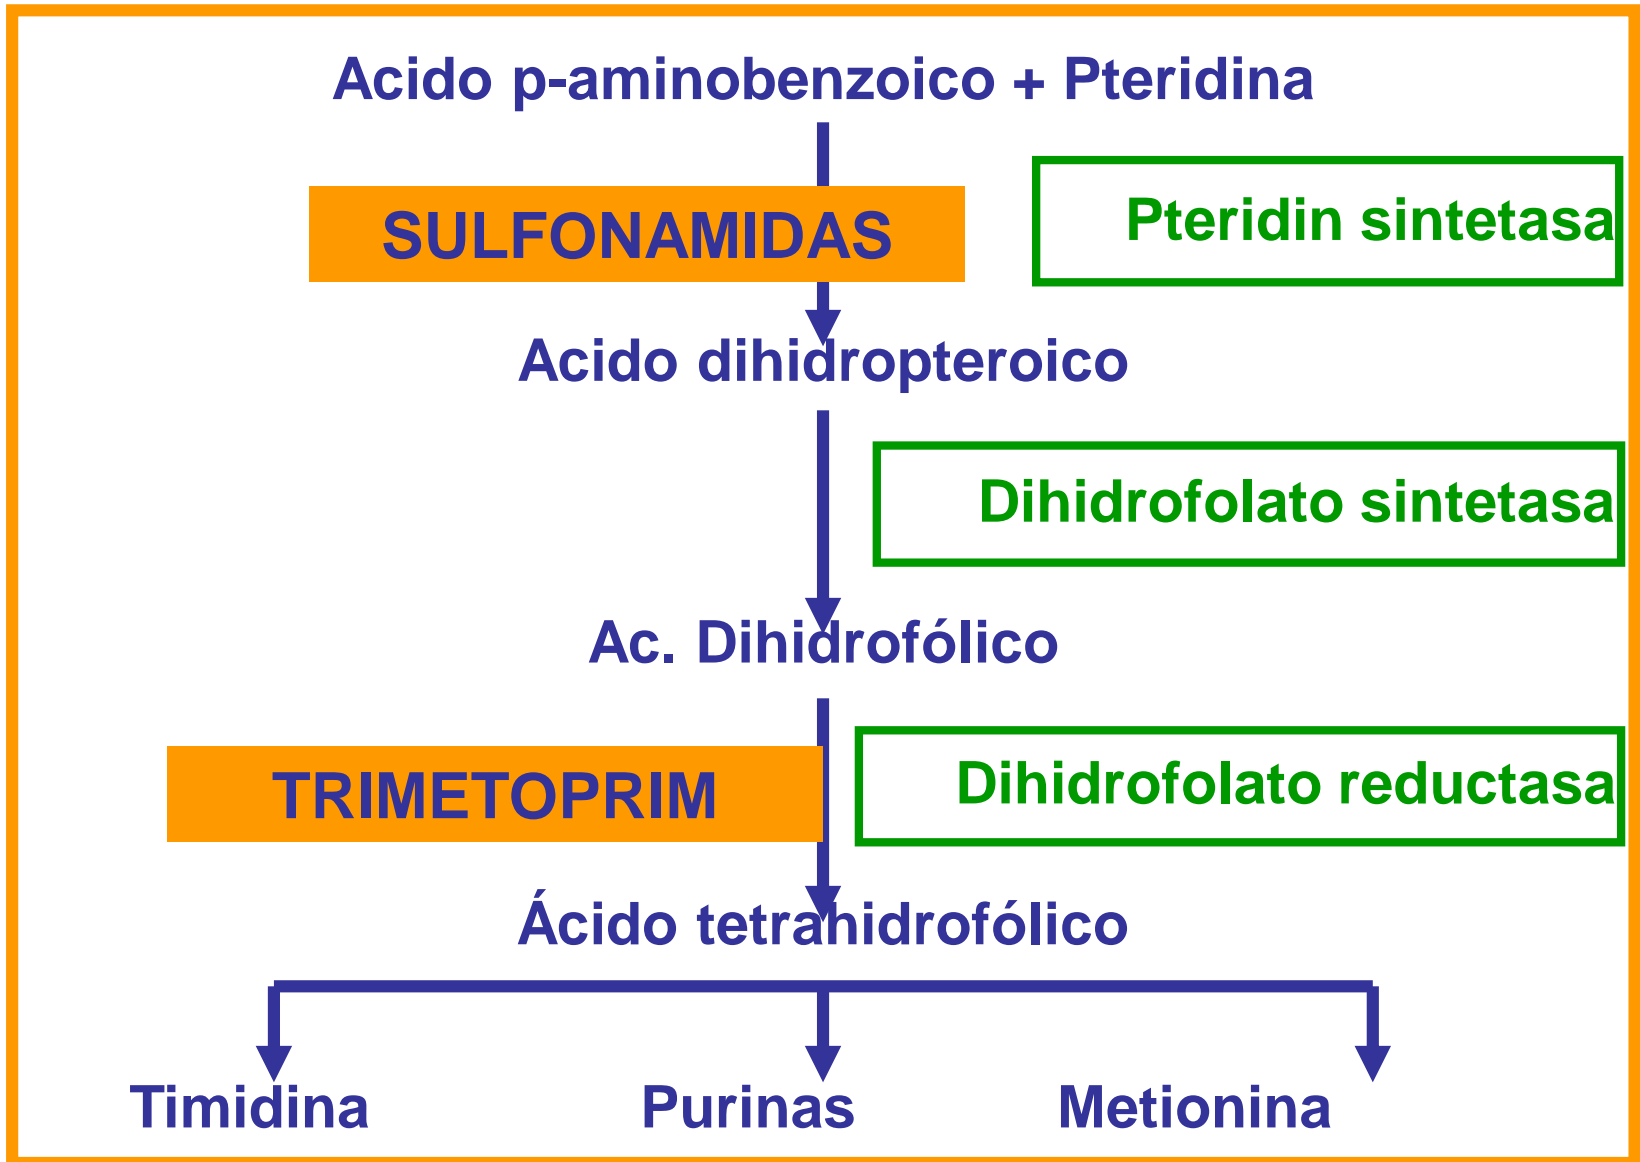 Acido p-aminobenzoico + Pteridina
SULFONAMIDAS
Pteridin sintetasa
Acido dihidropteroico
Dihidrofolato sintetasa
Ac. Dihidrofólico
TRIMETOPRIM
Dihidrofolato reductasa
Ácido tetrahidrofólico
Timidina
Purinas
Metionina